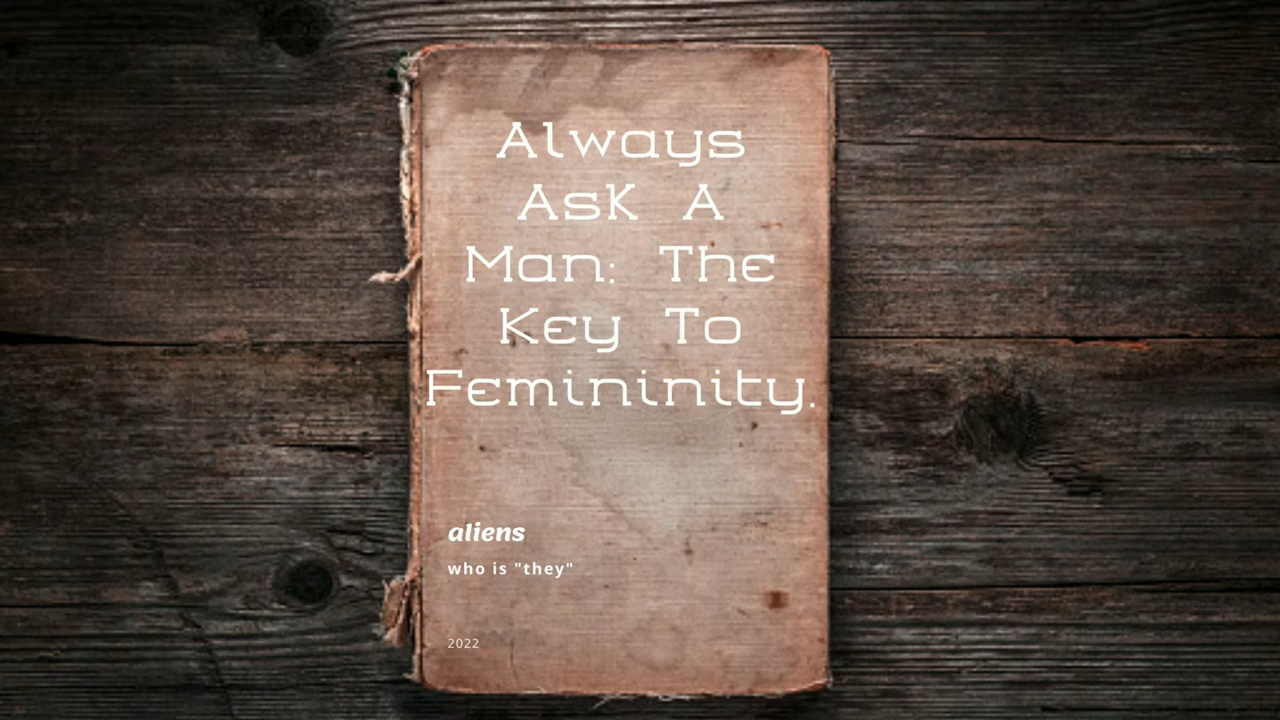 Always
AsK A
Man: The
Key To
Femininity.
aliens
who is "they"
2022